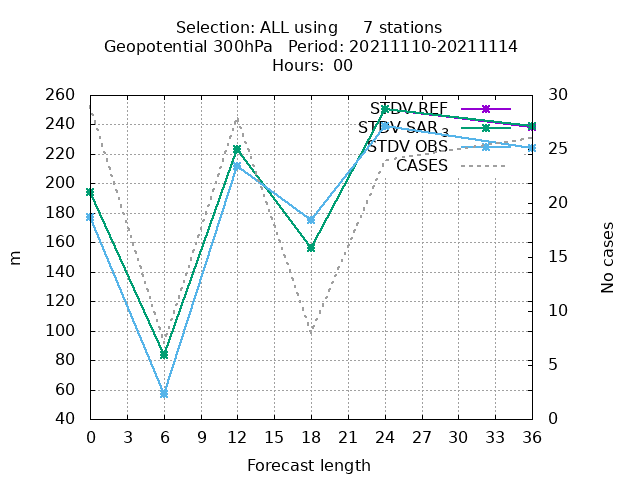 Selection: ALL using     7 stations
Geopotential 300hPa   Period: 20211110-20211114
Hours:  00
260
240
220
200
180
160
140
120
100
80
60
40
m
30
25
20
15
10
5
0
No cases
STDV REF
STDV SAR3
STDV OBS
CASES
0 3 6 9 12 15 18 21 24 27 30 33 36
Forecast length